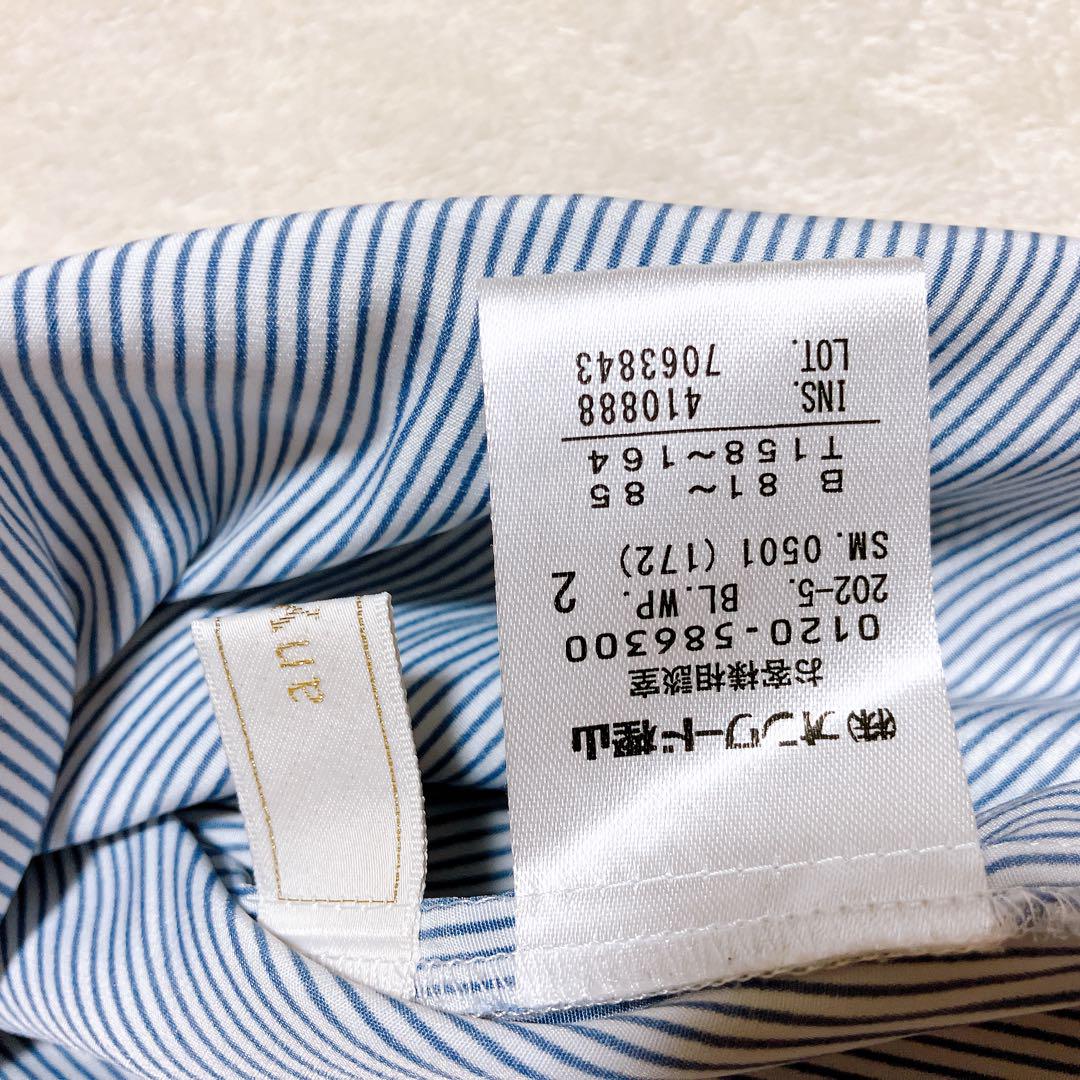 ㈱オンワード樫山
お客様相談室
0120-586300
202-5. BL.WP. 2
SM. 0501 (172)
B 81~ 85
T158~164
INS. 410888
LOT. 7063843
any